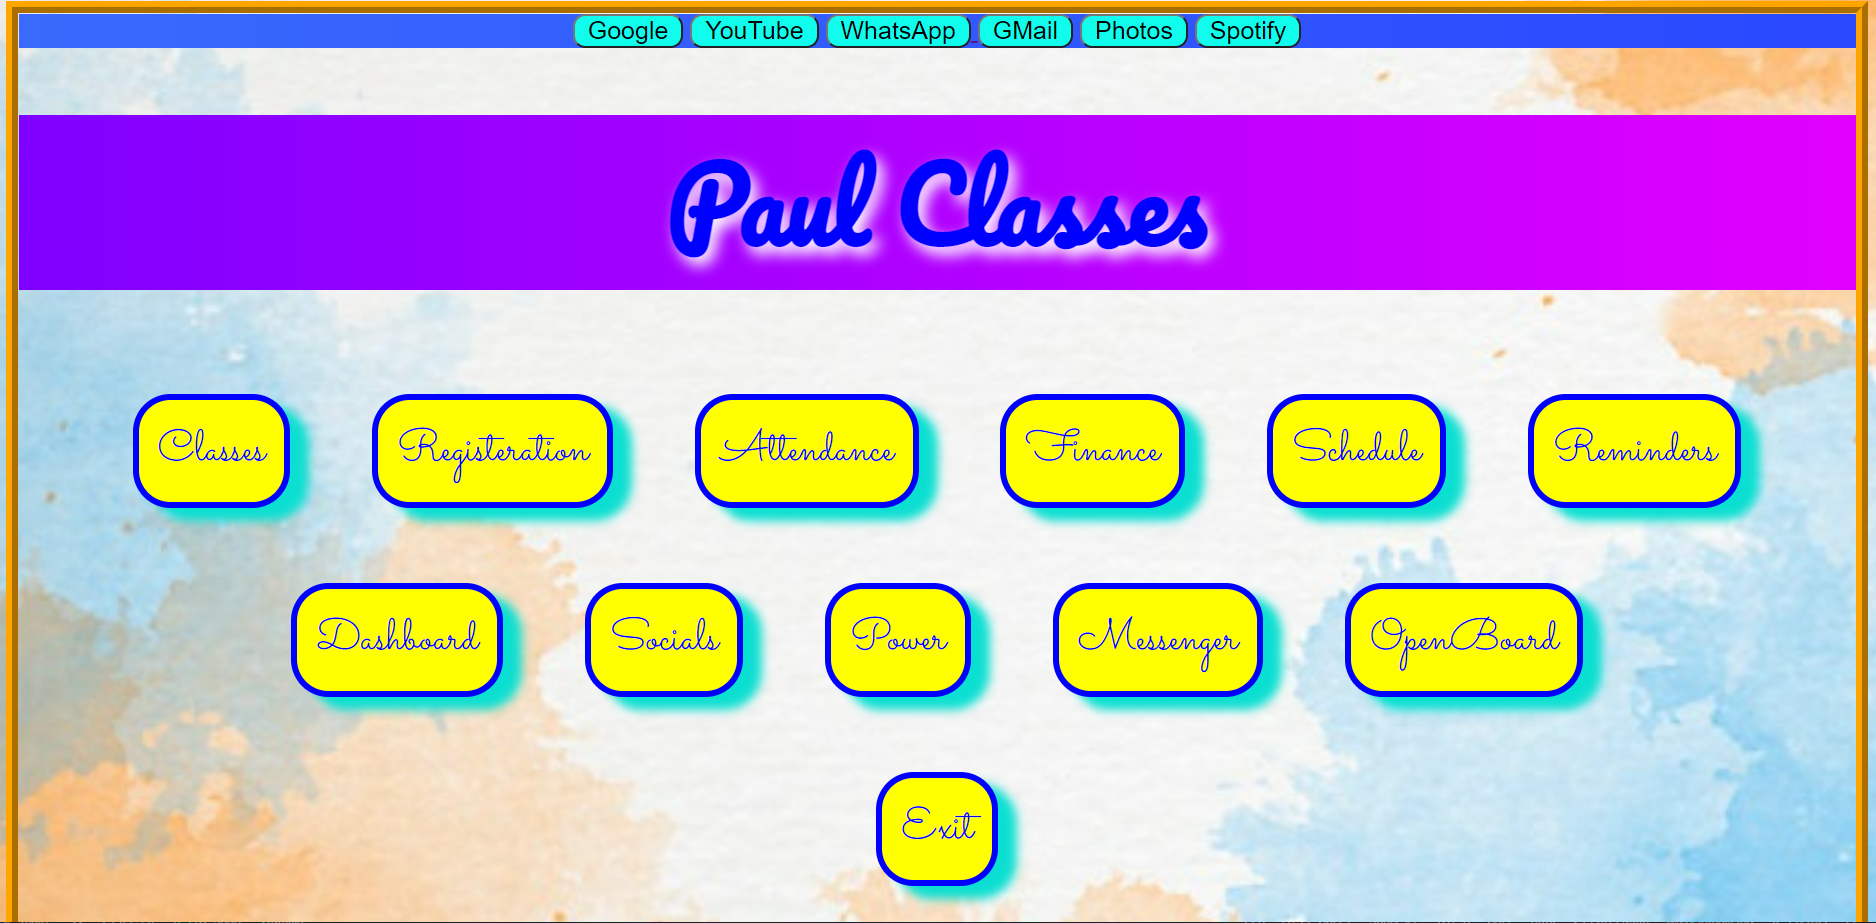 Google YouTube WhatsApp GMail Photos Spotify
Paul Classes
Classes Registeration Attendance Finance Schedule Reminders
Dashboard Socials Power Messenger OpenBoard
Exit